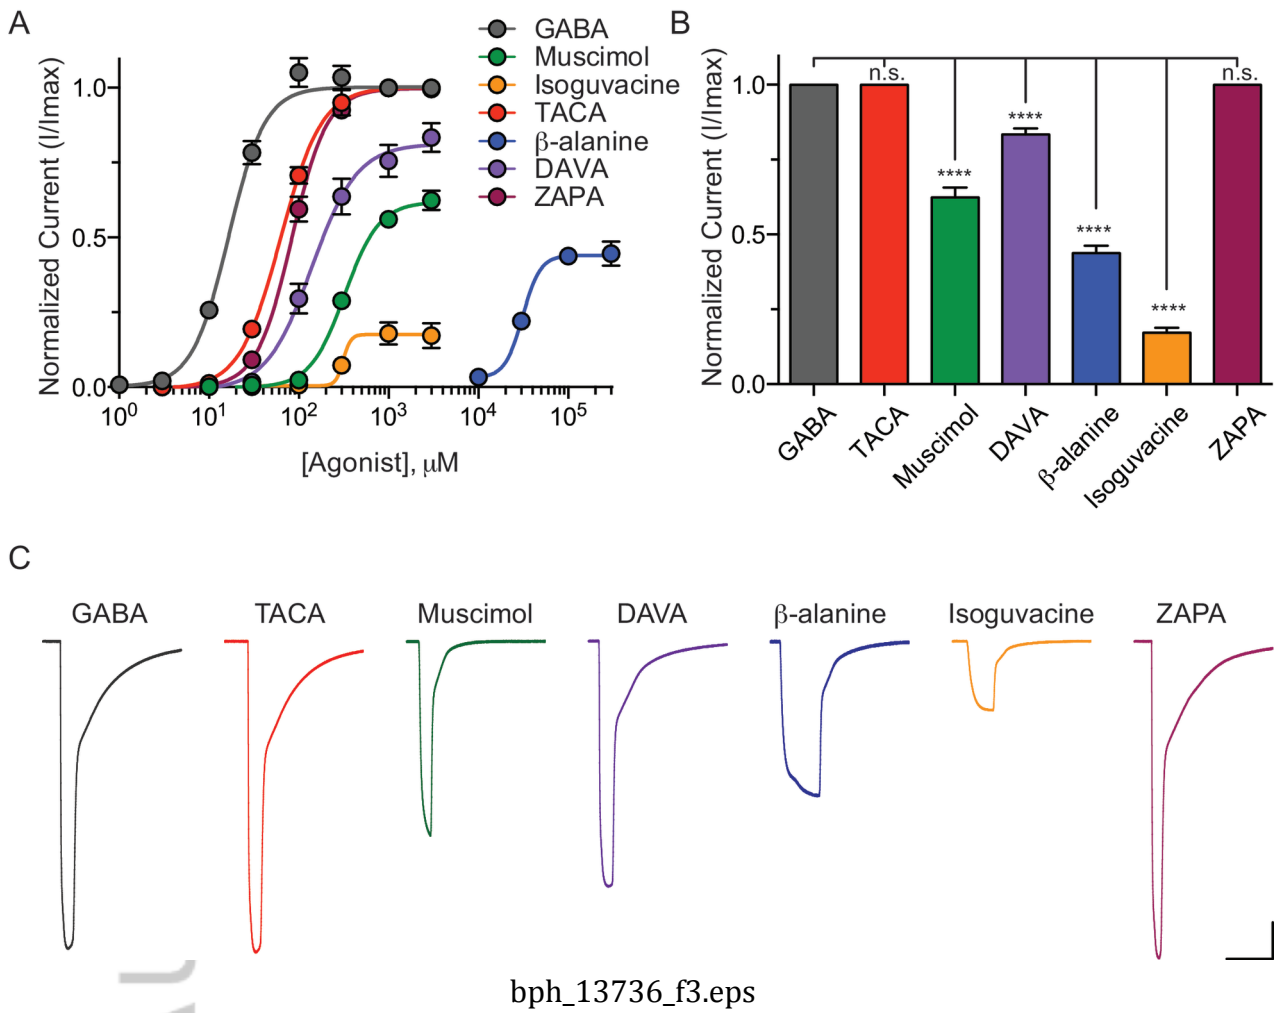 A
GABA
Muscimol
Isoguvacine
TACA
β-alanine
DAVA
ZAPA
Normalized Current (I/Imax)
1.0
0.5
0.0
10⁰ 10¹ 10² 10³ 10⁴ 10⁵
[Agonist], μM
B
Normalized Current (I/Imax)
1.0
0.5
0.0
n.s. **** **** **** **** n.s.
GABA TACA Muscimol DAVA β-alanine Isoguvacine ZAPA
C
GABA TACA Muscimol DAVA β-alanine Isoguvacine ZAPA
bph_13736_f3.eps